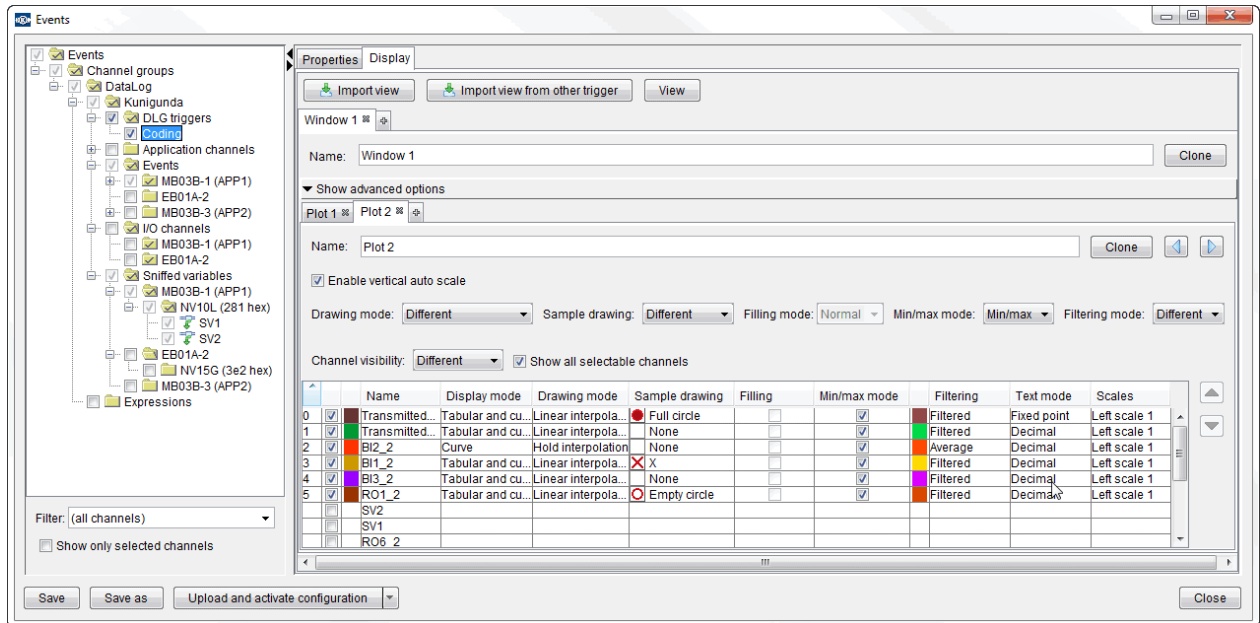 Events
Events
Channel groups
DataLog
Kunigunda
DLG triggers
Coding
Application channels
Events
MB03B-1 (APP1)
EB01A-2
MB03B-3 (APP2)
I/O channels
MB03B-1 (APP1)
EB01A-2
Sniffed variables
MB03B-1 (APP1)
NV10L (281 hex)
SV1
SV2
EB01A-2
NV15G (3e2 hex)
MB03B-3 (APP2)
Expressions
Filter: (all channels)
Show only selected channels
Properties Display
Import view Import view from other trigger View
Window 1
Name: Window 1 Clone
Show advanced options
Plot 1 Plot 2
Name: Plot 2 Clone
Enable vertical auto scale
Drawing mode: Different Sample drawing: Different Filling mode: Normal Min/max mode: Min/max Filtering mode: Different
Channel visibility: Different Show all selectable channels
Name Display mode Drawing mode Sample drawing Filling Min/max mode Filtering Text mode Scales
0 Transmitted... Tabular and cu... Linear interpola... Full circle Filtered Fixed point Left scale 1
1 Transmitted... Tabular and cu... Linear interpola... None Filtered Decimal Left scale 1
2 BI2_2 Curve Hold interpolation None Average Decimal Left scale 1
3 BI1_2 Tabular and cu... Linear interpola... X Filtered Decimal Left scale 1
4 BI3_2 Tabular and cu... Linear interpola... None Filtered Decimal Left scale 1
5 RO1_2 Tabular and cu... Linear interpola... Empty circle Filtered Decimal Left scale 1
SV2
SV1
RO6_2
Save Save as Upload and activate configuration Close